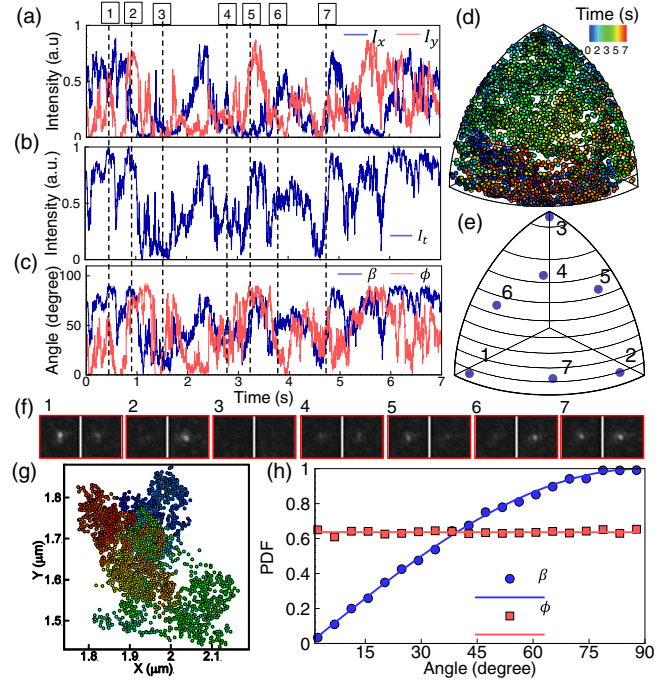 (a)
1 2 3 4 5 6 7
Ix Iy
Intensity (a.u)
1
0.5
0
(b)
Intensity (a.u.)
1
0.5
0
It
(c)
β ϕ
Angle (degree)
100
50
0
0 1 2 3 4 5 6 7
Time (s)
(d)
Time (s)
0 2 3 5 7
(e)
3
4
5
6
1
7
2
(f)
1 2 3 4 5 6 7
(g)
Y (µm)
1.8
1.7
1.6
1.5
1.8 1.9 2 2.1
X (µm)
(h)
PDF
1
0.8
0.6
0.4
0.2
0
β
ϕ
15 30 45 60 75 90
Angle (degree)